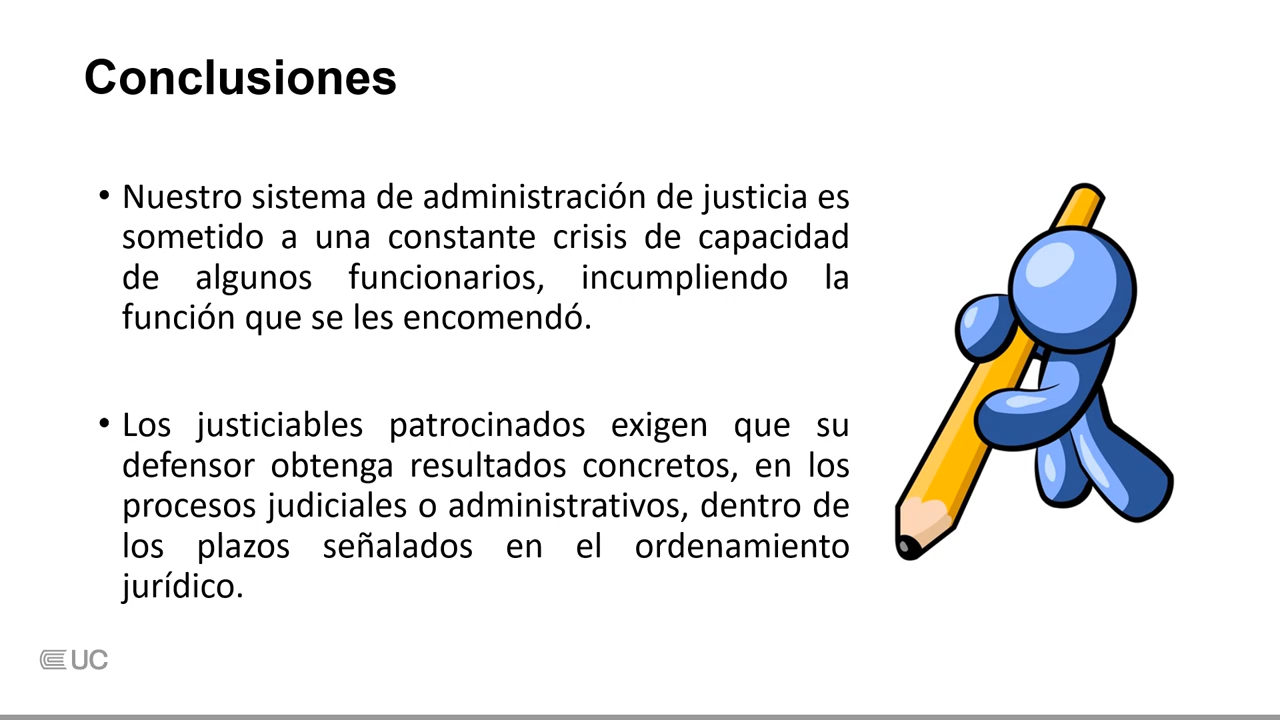 Conclusiones
• Nuestro sistema de administración de justicia es
sometido a una constante crisis de capacidad
de algunos funcionarios, incumpliendo la
función que se les encomendó.
• Los justiciables patrocinados exigen que su
defensor obtenga resultados concretos, en los
procesos judiciales o administrativos, dentro de
los plazos señalados en el ordenamiento
jurídico.
UC